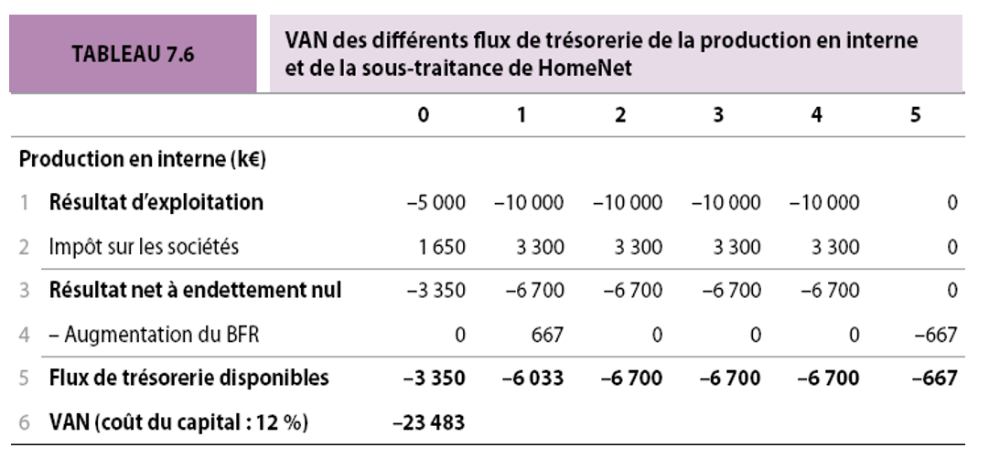 TABLEAU 7.6
VAN des différents flux de trésorerie de la production en interne
et de la sous-traitance de HomeNet
0 1 2 3 4 5
Production en interne (k€)
1 Résultat d’exploitation –5 000 –10 000 –10 000 –10 000 –10 000 0
2 Impôt sur les sociétés 1 650 3 300 3 300 3 300 3 300 0
3 Résultat net à endettement nul –3 350 –6 700 –6 700 –6 700 –6 700 0
4 – Augmentation du BFR 0 667 0 0 0 –667
5 Flux de trésorerie disponibles –3 350 –6 033 –6 700 –6 700 –6 700 –667
6 VAN (coût du capital : 12 %) –23 483